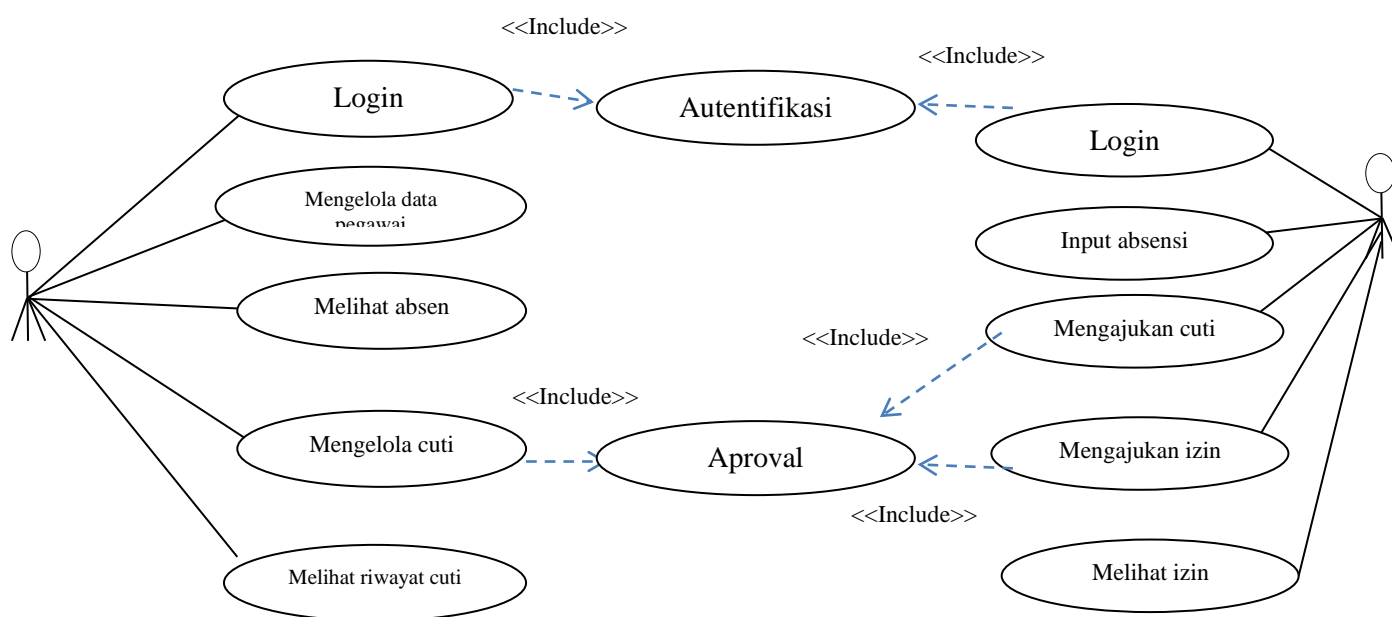 <<Include>>
<<Include>>
Login
Autentifikasi
Login
Mengelola data
pegawai
Input absensi
Melihat absen
Mengajukan cuti
<<Include>>
<<Include>>
Mengelola cuti
Aproval
Mengajukan izin
<<Include>>
Melihat riwayat cuti
Melihat izin